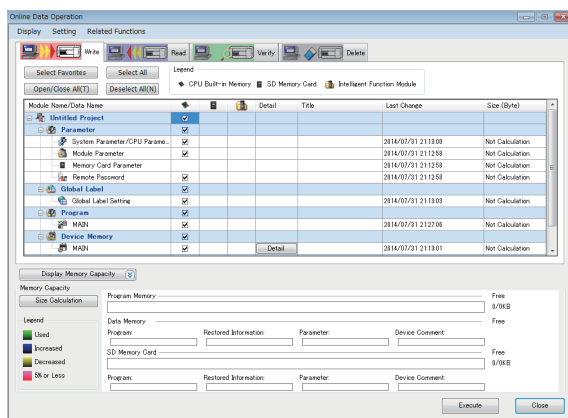 Online Data Operation
Display Setting Related Functions
Write Read Verify Delete
Select Favorites Select All Legend
CPU Built-in Memory SD Memory Card Intelligent Function Module
Open/Close All(T) Deselect All(N)
Module Name/Data Name Detail Title Last Change Size (Byte)
Untitled Project
Parameter
System Parameter/CPU Parame... 2014/07/31 21:13:00 Not Calculation
Module Parameter 2014/07/31 21:12:58 Not Calculation
Memory Card Parameter 2014/07/31 21:12:58 Not Calculation
Remote Password 2014/07/31 21:12:58 Not Calculation
Global Label
Global Label Setting 2014/07/31 21:13:03 Not Calculation
Program
MAIN 2014/07/31 21:27:06 Not Calculation
Device Memory
MAIN Detail 2014/07/31 21:13:01 Not Calculation
Display Memory Capacity
Memory Capacity
Size Calculation
Program Memory Free
0/0KB
Legend
Used
Increased
Decreased
5% or Less
Data Memory Free
Program: Restored Information: Parameter: Device Comment:
SD Memory Card Free
0/0KB
Program: Restored Information: Parameter: Device Comment:
Execute Close